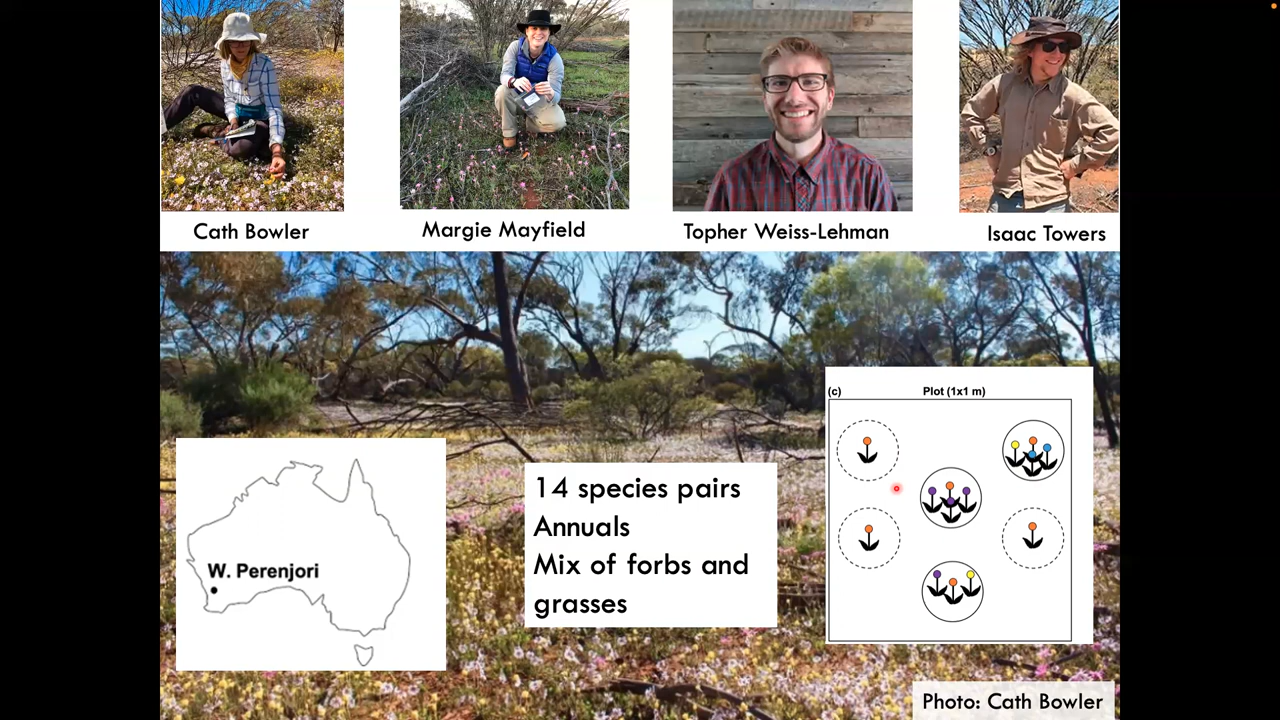 Cath Bowler
Margie Mayfield
Topher Weiss-Lehman
Isaac Towers
(c)
Plot (1x1 m)
W. Perenjori
14 species pairs
Annuals
Mix of forbs and
grasses
Photo: Cath Bowler